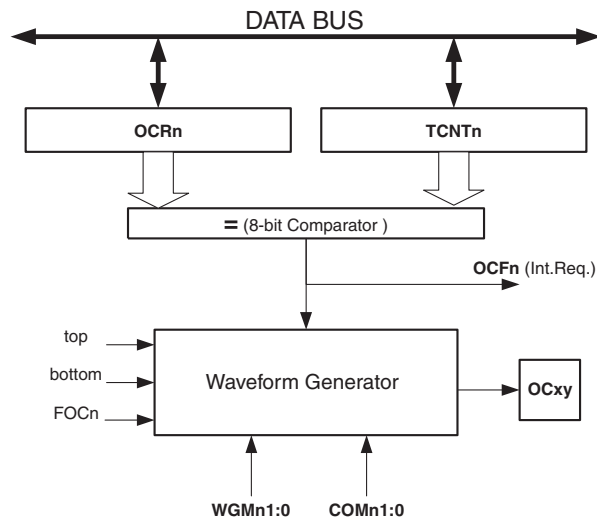 DATA BUS
OCRn
TCNTn
= (8-bit Comparator )
OCFn (Int.Req.)
top
bottom
FOCn
Waveform Generator
OCxy
WGMn1:0
COMn1:0